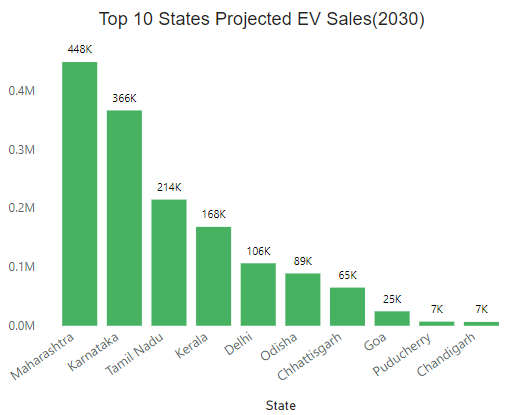 Top 10 States Projected EV Sales(2030)
448K
366K
214K
168K
106K
89K
65K
25K
7K
7K
0.4M
0.3M
0.2M
0.1M
0.0M
Maharashtra
Karnataka
Tamil Nadu
Kerala
Delhi
Odisha
Chhattisgarh
Goa
Puducherry
Chandigarh
State